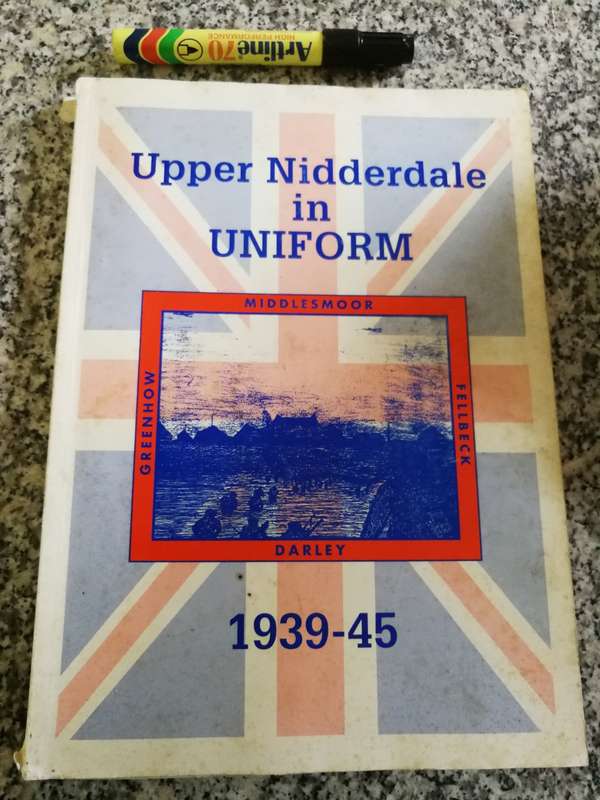 Artline 70
HIGH PERFORMANCE
Upper Nidderdale
in
UNIFORM
MIDDLESMOOR
GREENHOW
FELLBECK
DARLEY
1939-45